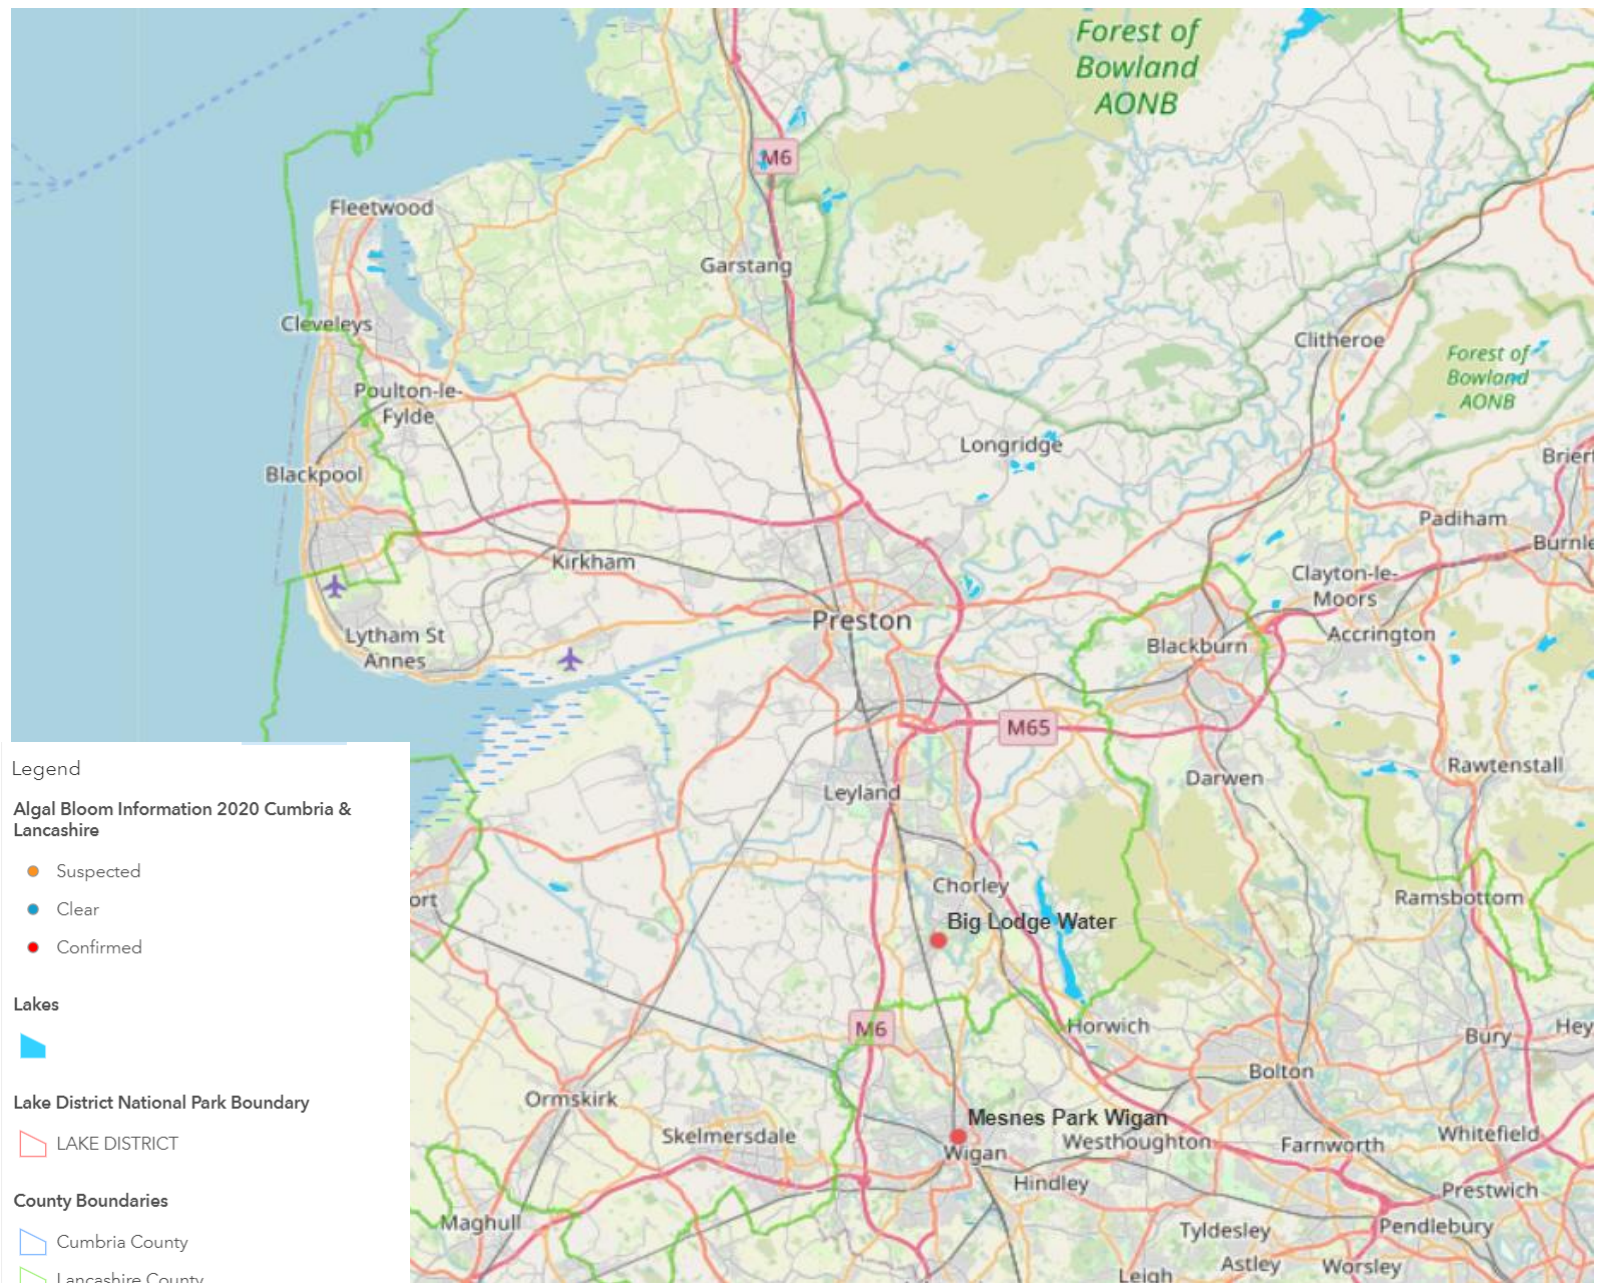 Forest of
Bowland
AONB
M6
Fleetwood
Garstang
Cleveleys
Clitheroe
Forest of
Bowland
AONB
Poulton-le-
Fylde
Longridge
Brier
Blackpool
Padiham
Burnle
Kirkham
Clayton-le-
Moors
Preston
Accrington
Lytham St
Annes
Blackburn
M65
Rawtenstall
Darwen
Leyland
Chorley
Ramsbottom
ort
Big Lodge Water
M6
Horwich
Bury
Hey
Bolton
Ormskirk
Mesnes Park Wigan
Skelmersdale
Westhoughton
Farnworth
Whitefield
Wigan
Hindley
Prestwich
Maghull
Tyldesley
Pendlebury
Astley
Worsley
Leigh
Legend
Algal Bloom Information 2020 Cumbria &
Lancashire
Suspected
Clear
Confirmed
Lakes
Lake District National Park Boundary
LAKE DISTRICT
County Boundaries
Cumbria County
Lancashire County